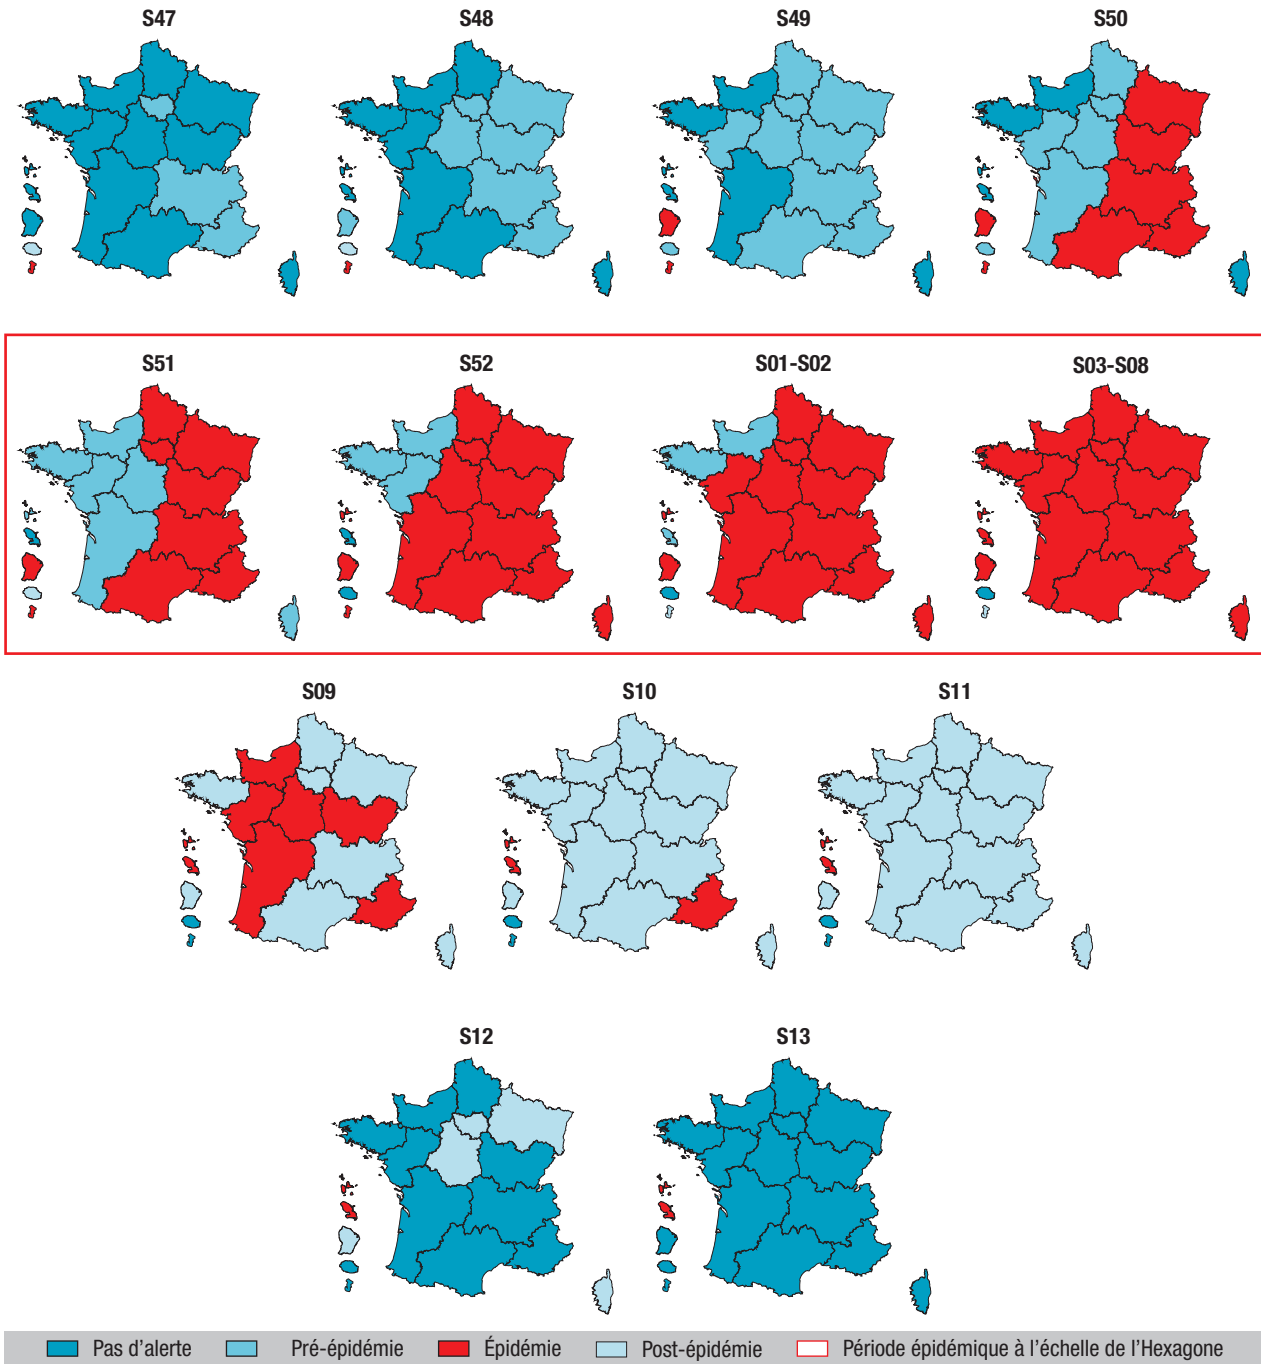 S47
S48
S49
S50
S51
S52
S01-S02
S03-S08
S09
S10
S11
S12
S13
Pas d’alerte
Pré-épidémie
Épidémie
Post-épidémie
Période épidémique à l’échelle de l’Hexagone